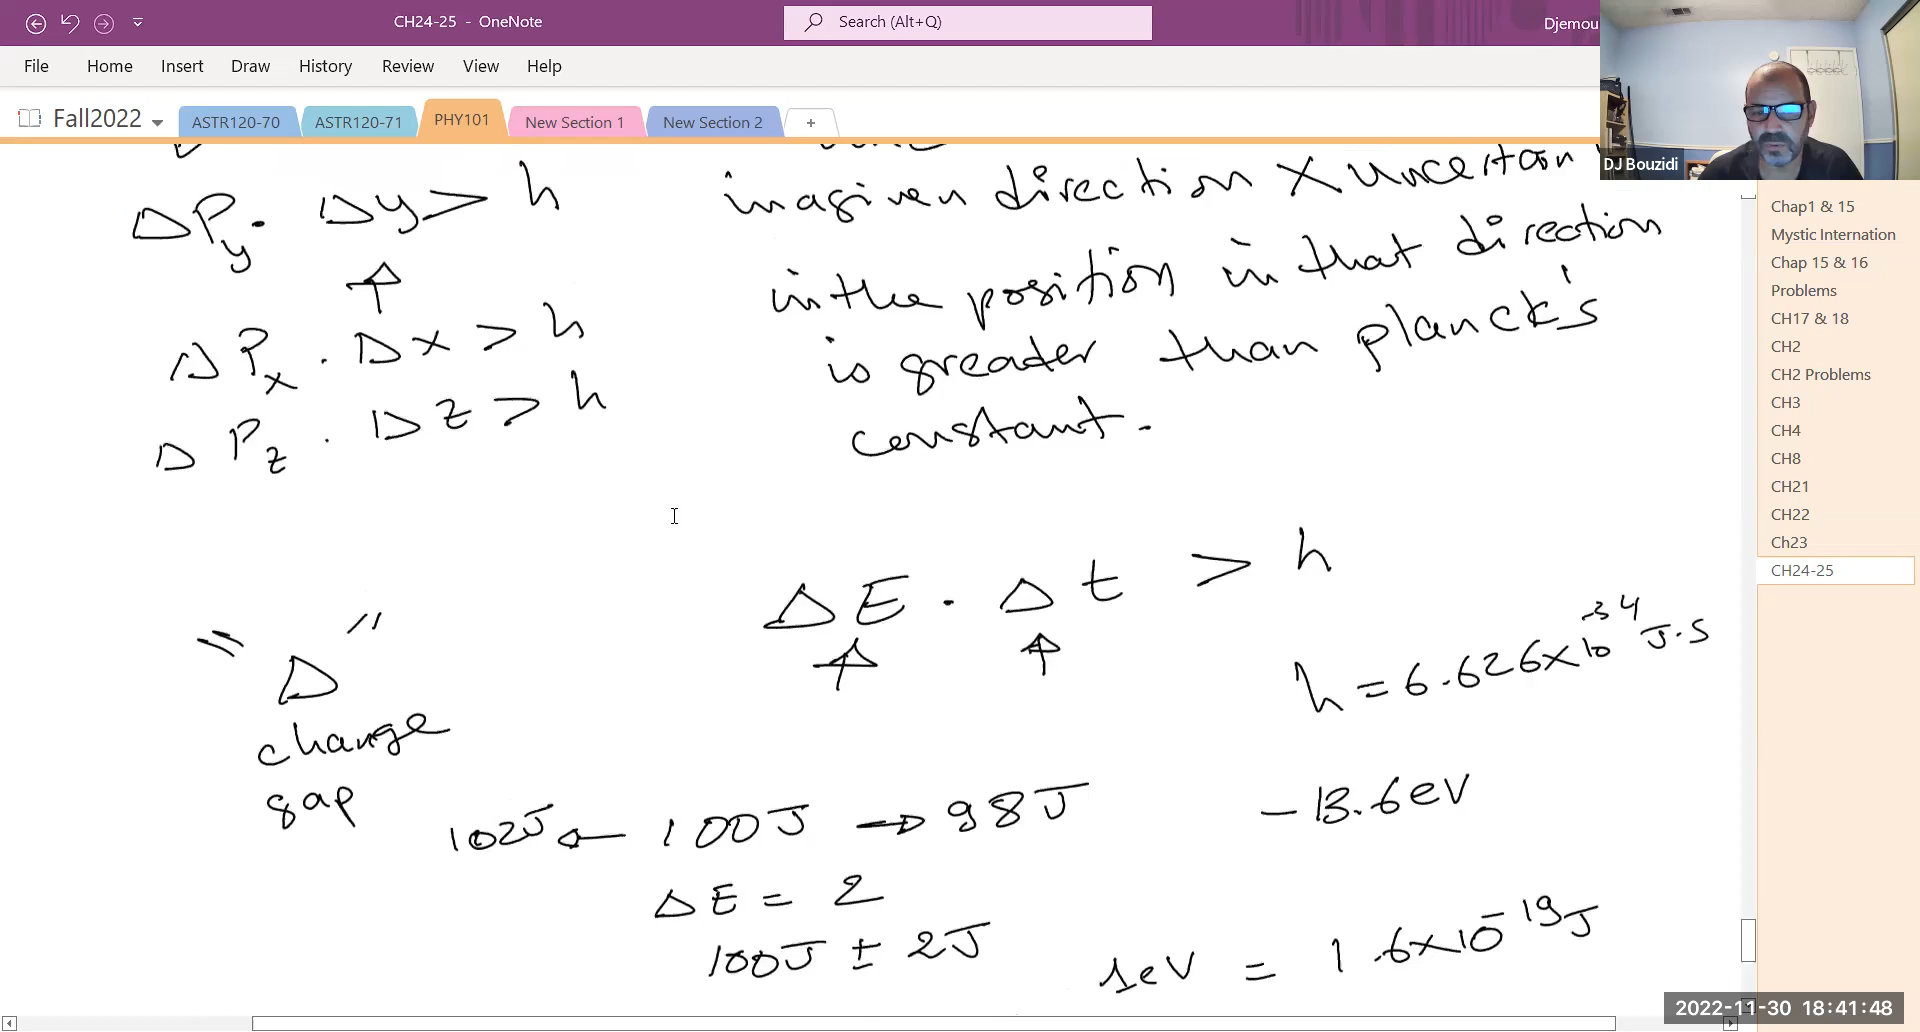 CH24-25 - OneNote
Search (Alt+Q)
Djemou
File Home Insert Draw History Review View Help
Fall2022
ASTR120-70
ASTR120-71
PHY101
New Section 1
New Section 2
+
DJ Bouzidi
Chap1 & 15
Mystic Internation
Chap 15 & 16
Problems
CH17 & 18
CH2
CH2 Problems
CH3
CH4
CH8
CH21
CH22
Ch23
CH24-25
ΔPy · Δy > h
ΔPx · Δx > h
ΔPz · Δz > h
in a given direction X uncertain
in the position in that direction
is greater than planck's
constant.
ΔE · Δt > h
h = 6.626×10^-34 J·S
"Δ"
change
gap
102J ← 100J → 98J
ΔE = 2
100J ± 2J
-13.6eV
1eV = 1.6×10^-19 J
2022-11-30 18:41:48